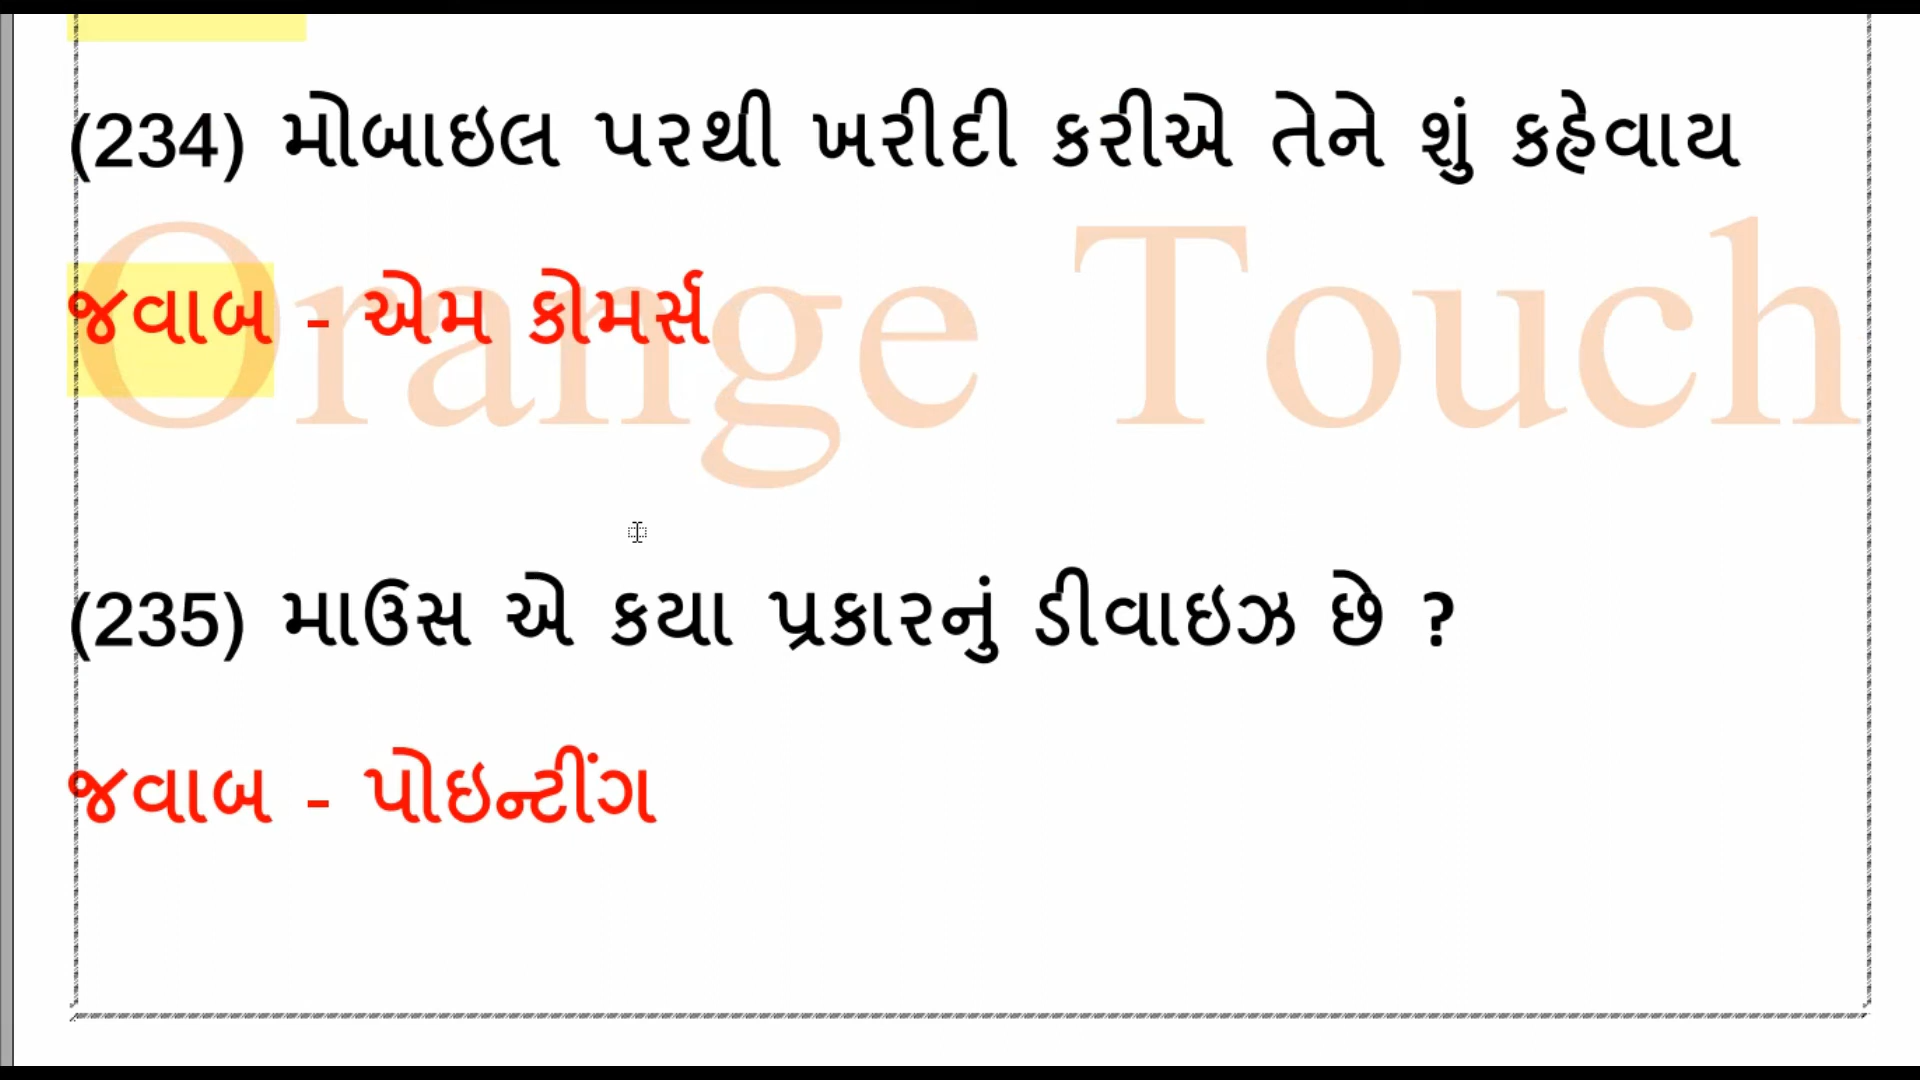 (234) મોબાઇલ પરથી ખરીદી કરીએ તેને શું કહેવાય
Orange Touch
જવાબ - એમ કોમર્સ
(235) માઉસ એ કયા પ્રકારનું ડીવાઇઝ છે ?
જવાબ - પોઇન્ટીંગ